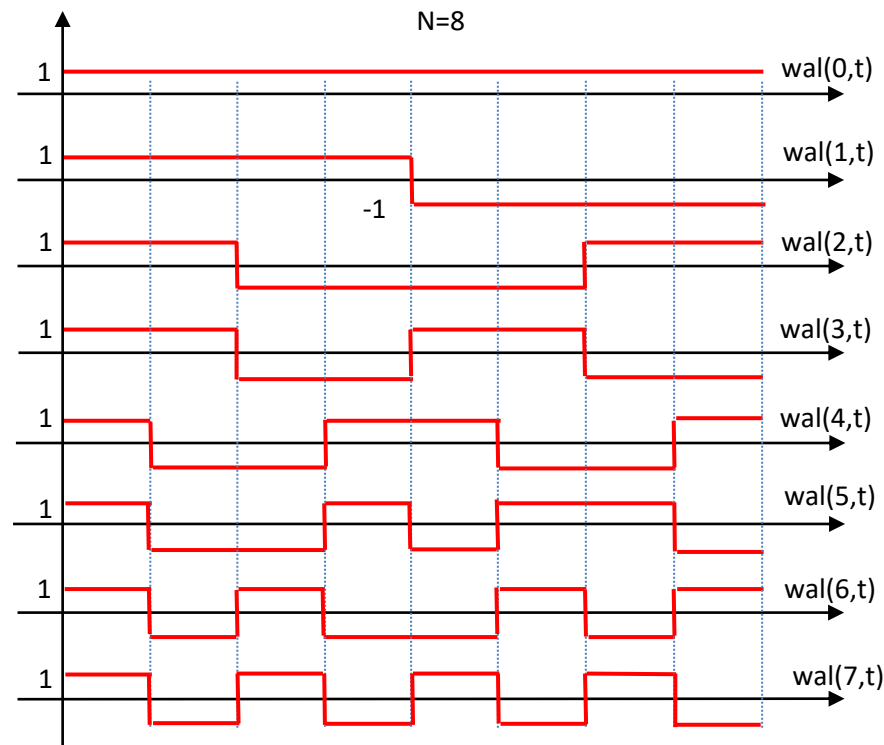 N=8
1 wal(0,t)
1 wal(1,t)
-1
1 wal(2,t)
1 wal(3,t)
1 wal(4,t)
1 wal(5,t)
1 wal(6,t)
1 wal(7,t)